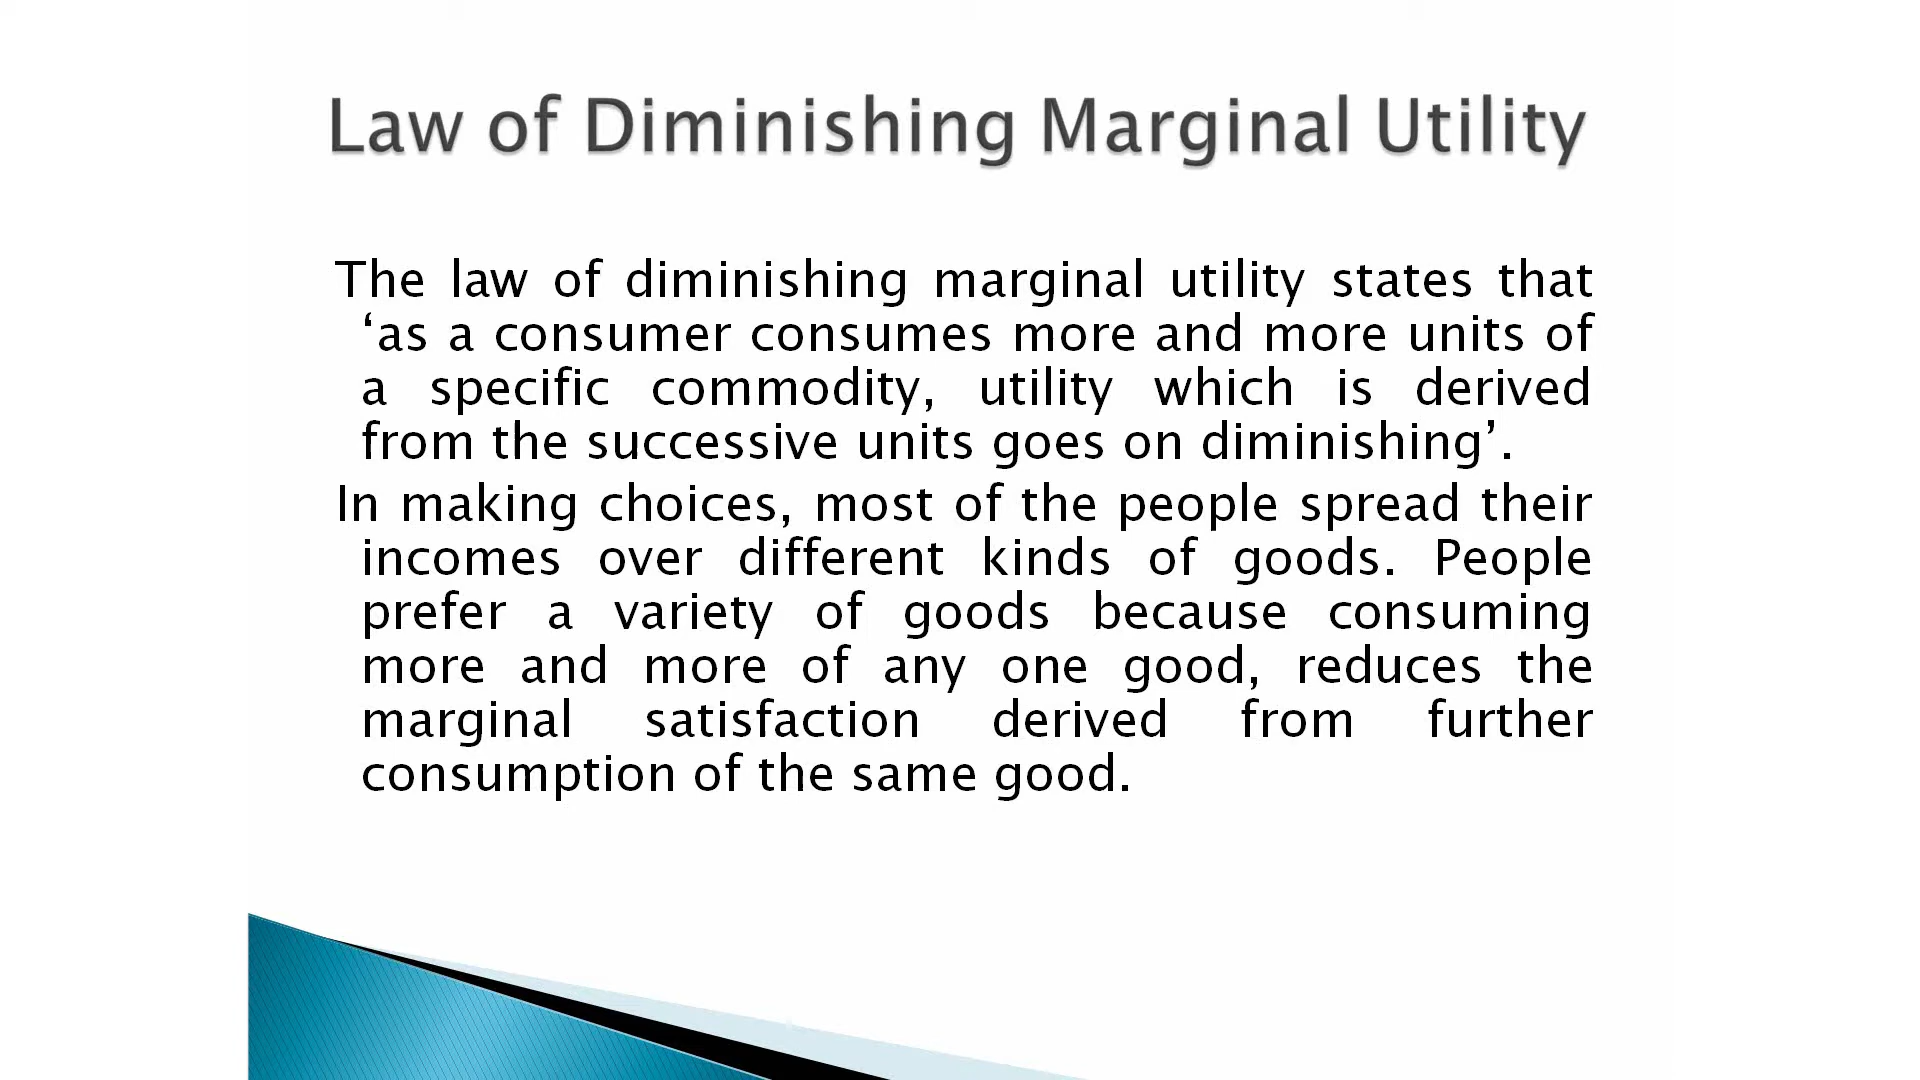 Law of Diminishing Marginal Utility
The law of diminishing marginal utility states that
‘as a consumer consumes more and more units of
a specific commodity, utility which is derived
from the successive units goes on diminishing’.
In making choices, most of the people spread their
incomes over different kinds of goods. People
prefer a variety of goods because consuming
more and more of any one good, reduces the
marginal satisfaction derived from further
consumption of the same good.